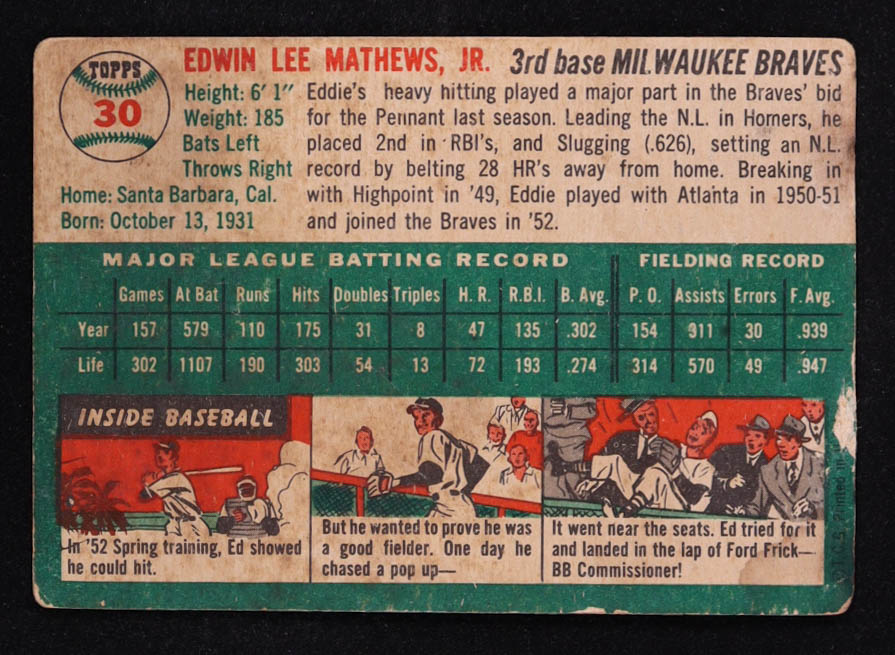 TOPPS
30
EDWIN LEE MATHEWS, JR. 3rd base MILWAUKEE BRAVES
Height: 6' 1"
Weight: 185
Bats Left
Throws Right
Home: Santa Barbara, Cal.
Born: October 13, 1931
Eddie's heavy hitting played a major part in the Braves' bid
for the Pennant last season. Leading the N.L. in Homers, he
placed 2nd in RBI's, and Slugging (.626), setting an N.L.
record by belting 28 HR's away from home. Breaking in
with Highpoint in '49, Eddie played with Atlanta in 1950-51
and joined the Braves in '52.
MAJOR LEAGUE BATTING RECORD FIELDING RECORD
Games At Bat Runs Hits Doubles Triples H. R. R.B.I. B. Avg. P. O. Assists Errors F. Avg.
Year 157 579 110 175 31 8 47 135 .302 154 311 30 .939
Life 302 1107 190 303 54 13 72 193 .274 314 570 49 .947
INSIDE BASEBALL
In '52 Spring training, Ed showed
he could hit.
But he wanted to prove he was
a good fielder. One day he
chased a pop up—
It went near the seats. Ed tried for it
and landed in the lap of Ford Frick—
BB Commissioner!
T.C.G. Printed in